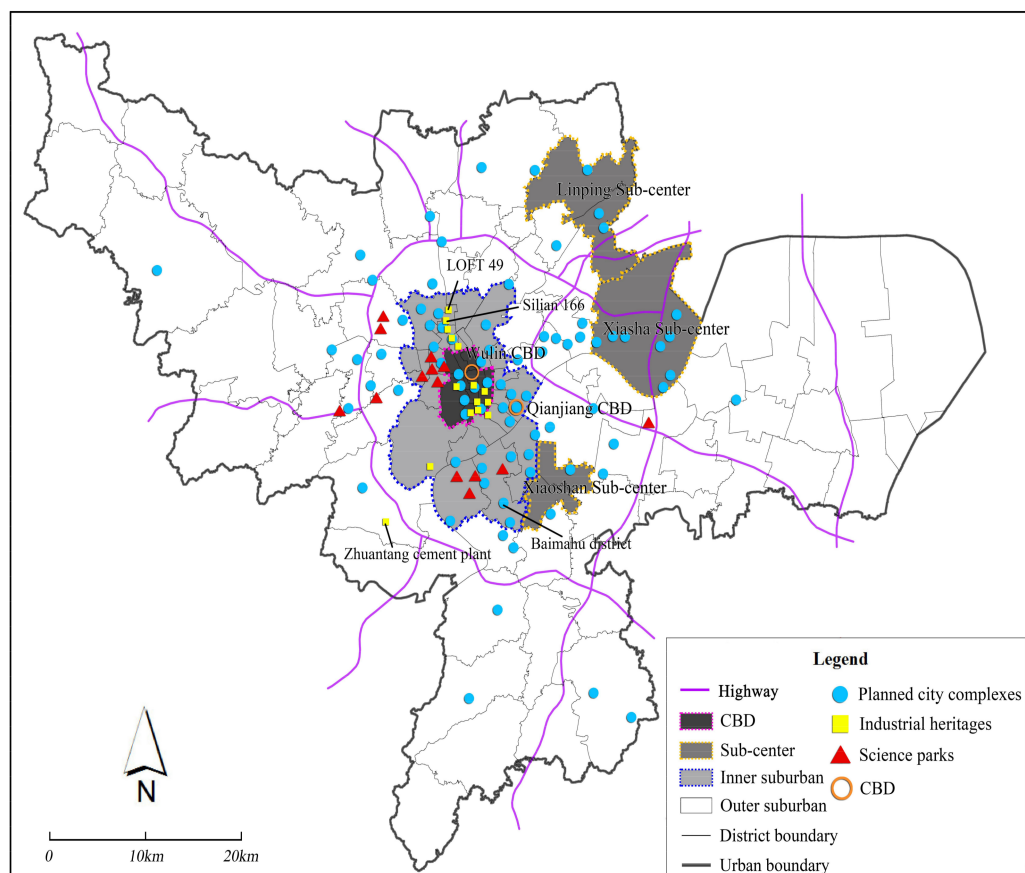 Linping Sub-center
LOFT 49
Silian 166
Xiasha Sub-center
Wulin CBD
Qianjiang CBD
Xiaoshan Sub-center
Zhuantang cement plant
Baimahu district
N
0 10km 20km
Legend
Highway
CBD
Sub-center
Inner suburban
Outer suburban
District boundary
Urban boundary
Planned city complexes
Industrial heritages
Science parks
CBD